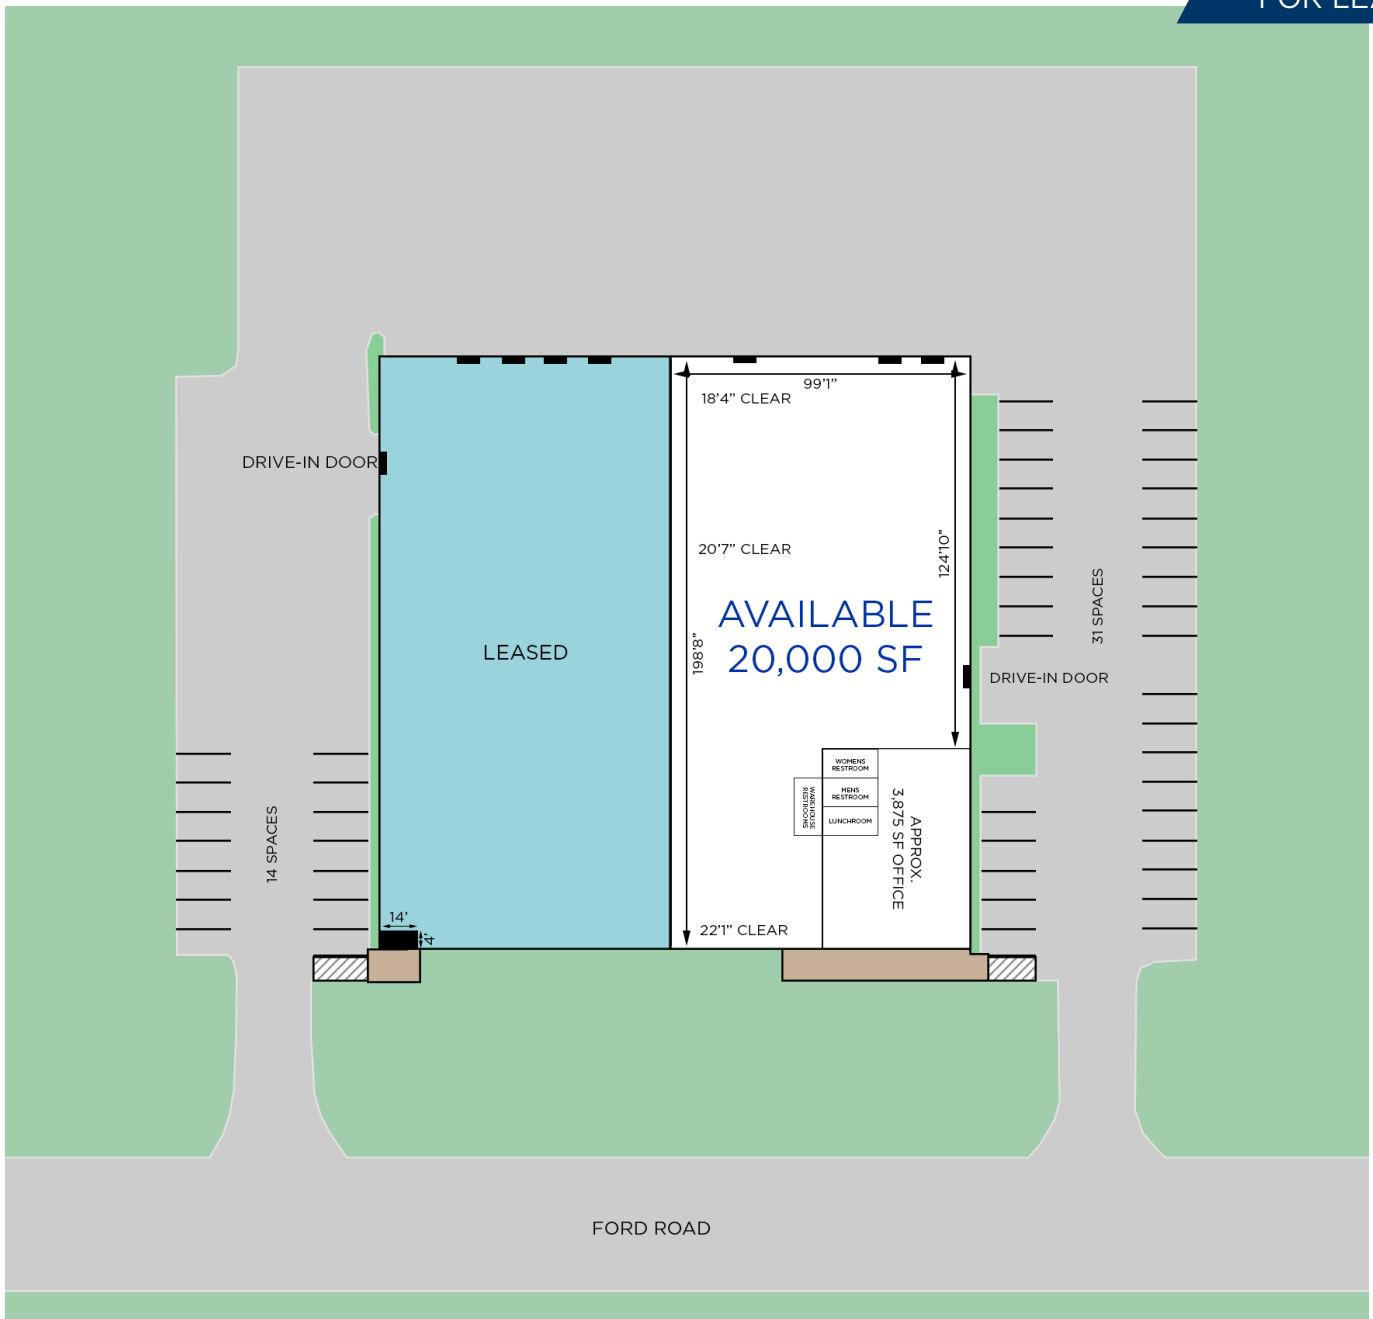 99'1”
18'4” CLEAR
DRIVE-IN DOOR
20'7” CLEAR
124'10”
AVAILABLE
20,000 SF
31 SPACES
LEASED
198'8”
DRIVE-IN DOOR
WOMENS
RESTROOM
MENS
RESTROOM
LUNCHROOM
WAREHOUSE
RESTROOMS
APPROX.
3,875 SF OFFICE
14 SPACES
14'
4'
22'1” CLEAR
FORD ROAD